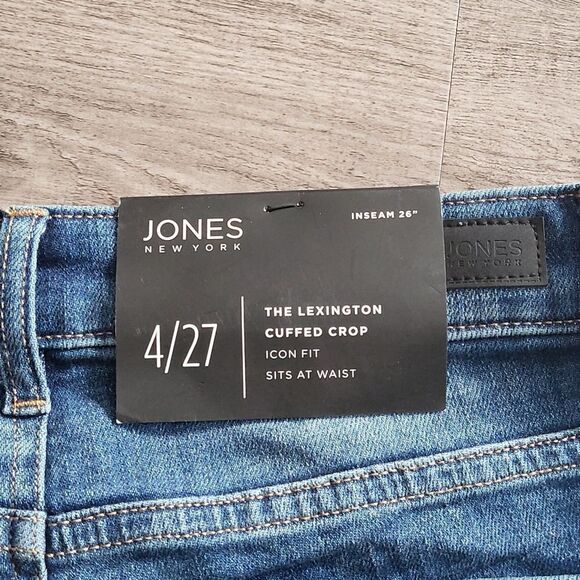 JONES
NEW YORK
INSEAM 26"
4/27
THE LEXINGTON
CUFFED CROP
ICON FIT
SITS AT WAIST
JONES
NEW YORK